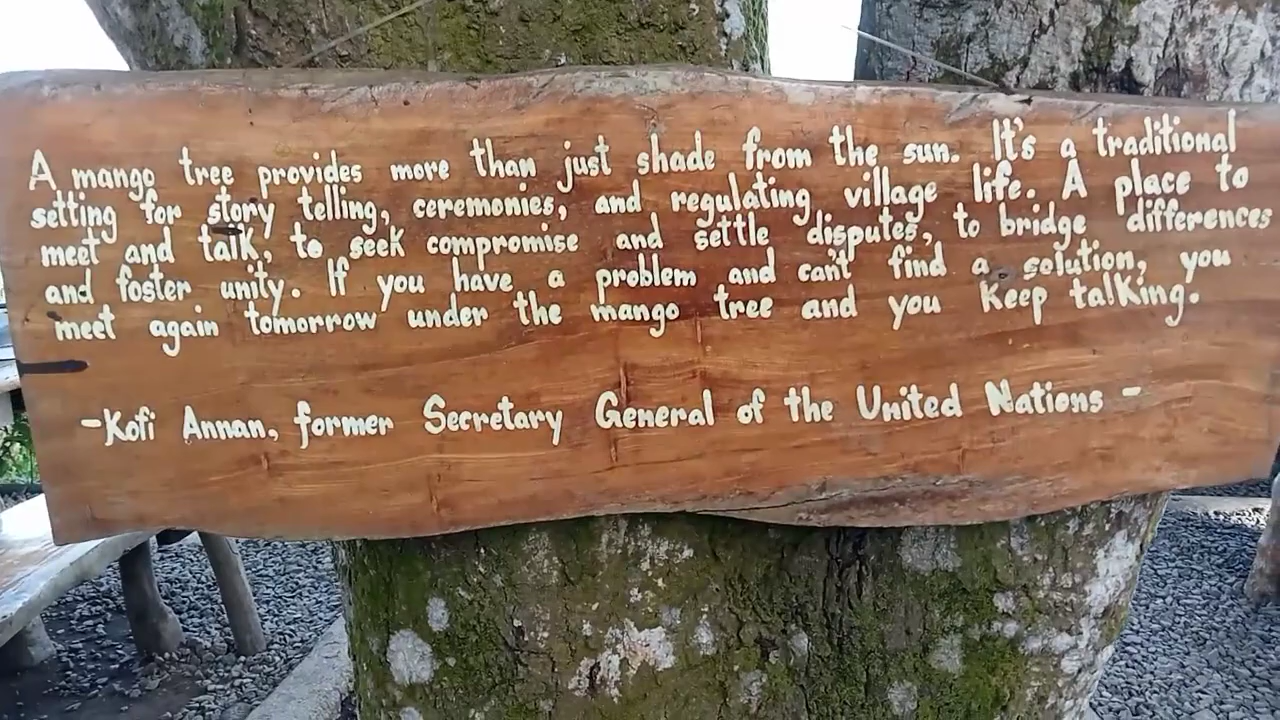 A mango tree provides more than just shade from the sun. It's a traditional
setting for story telling, ceremonies, and regulating village life. A place to
meet and talk, to seek compromise and settle disputes, to bridge differences
and foster unity. If you have a problem and can't find a solution, you
meet again tomorrow under the mango tree and you keep talking.
-Kofi Annan, former Secretary General of the United Nations -